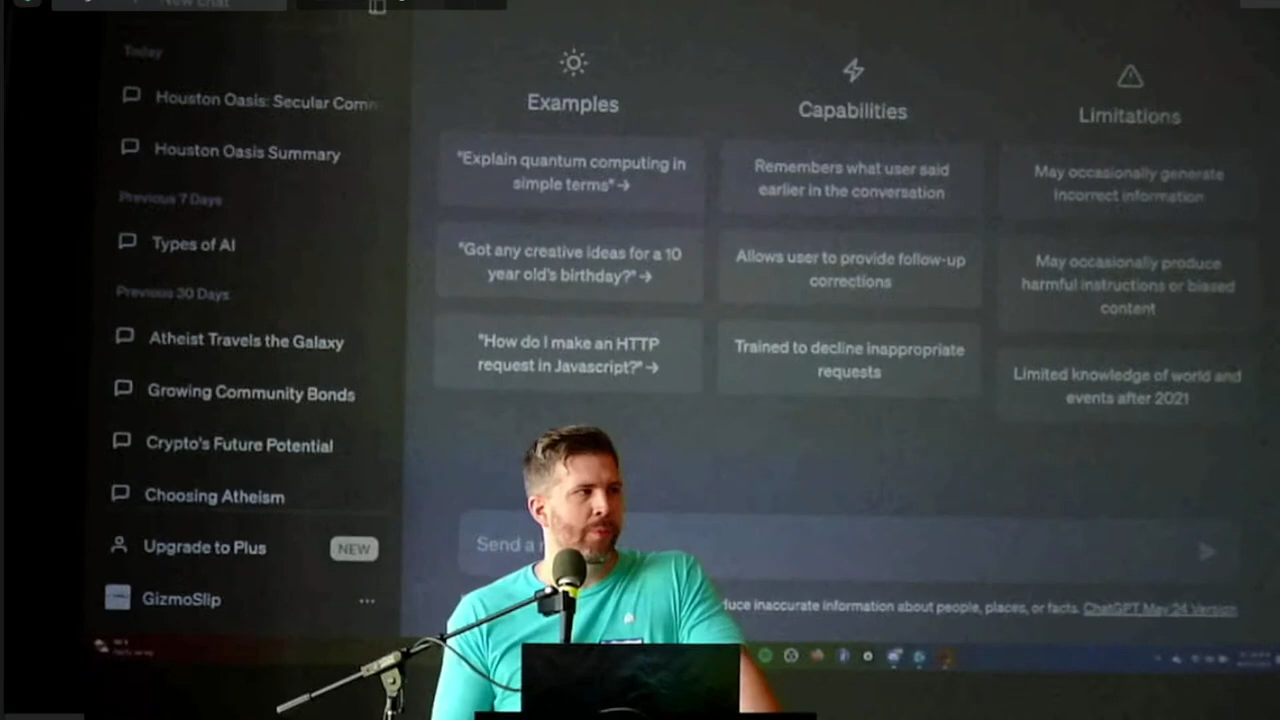 New chat
Today
Houston Oasis: Secular Comm
Houston Oasis Summary
Previous 7 Days
Types of AI
Previous 30 Days
Atheist Travels the Galaxy
Growing Community Bonds
Crypto's Future Potential
Choosing Atheism
Upgrade to Plus
NEW
GizmoSlip
...
Examples
"Explain quantum computing in
simple terms" →
"Got any creative ideas for a 10
year old's birthday?" →
"How do I make an HTTP
request in Javascript?" →
Capabilities
Remembers what user said
earlier in the conversation
Allows user to provide follow-up
corrections
Trained to decline inappropriate
requests
Limitations
May occasionally generate
incorrect information
May occasionally produce
harmful instructions or biased
content
Limited knowledge of world and
events after 2021
Send a
inaccurate information about people, places, or facts. ChatGPT May 24 Version